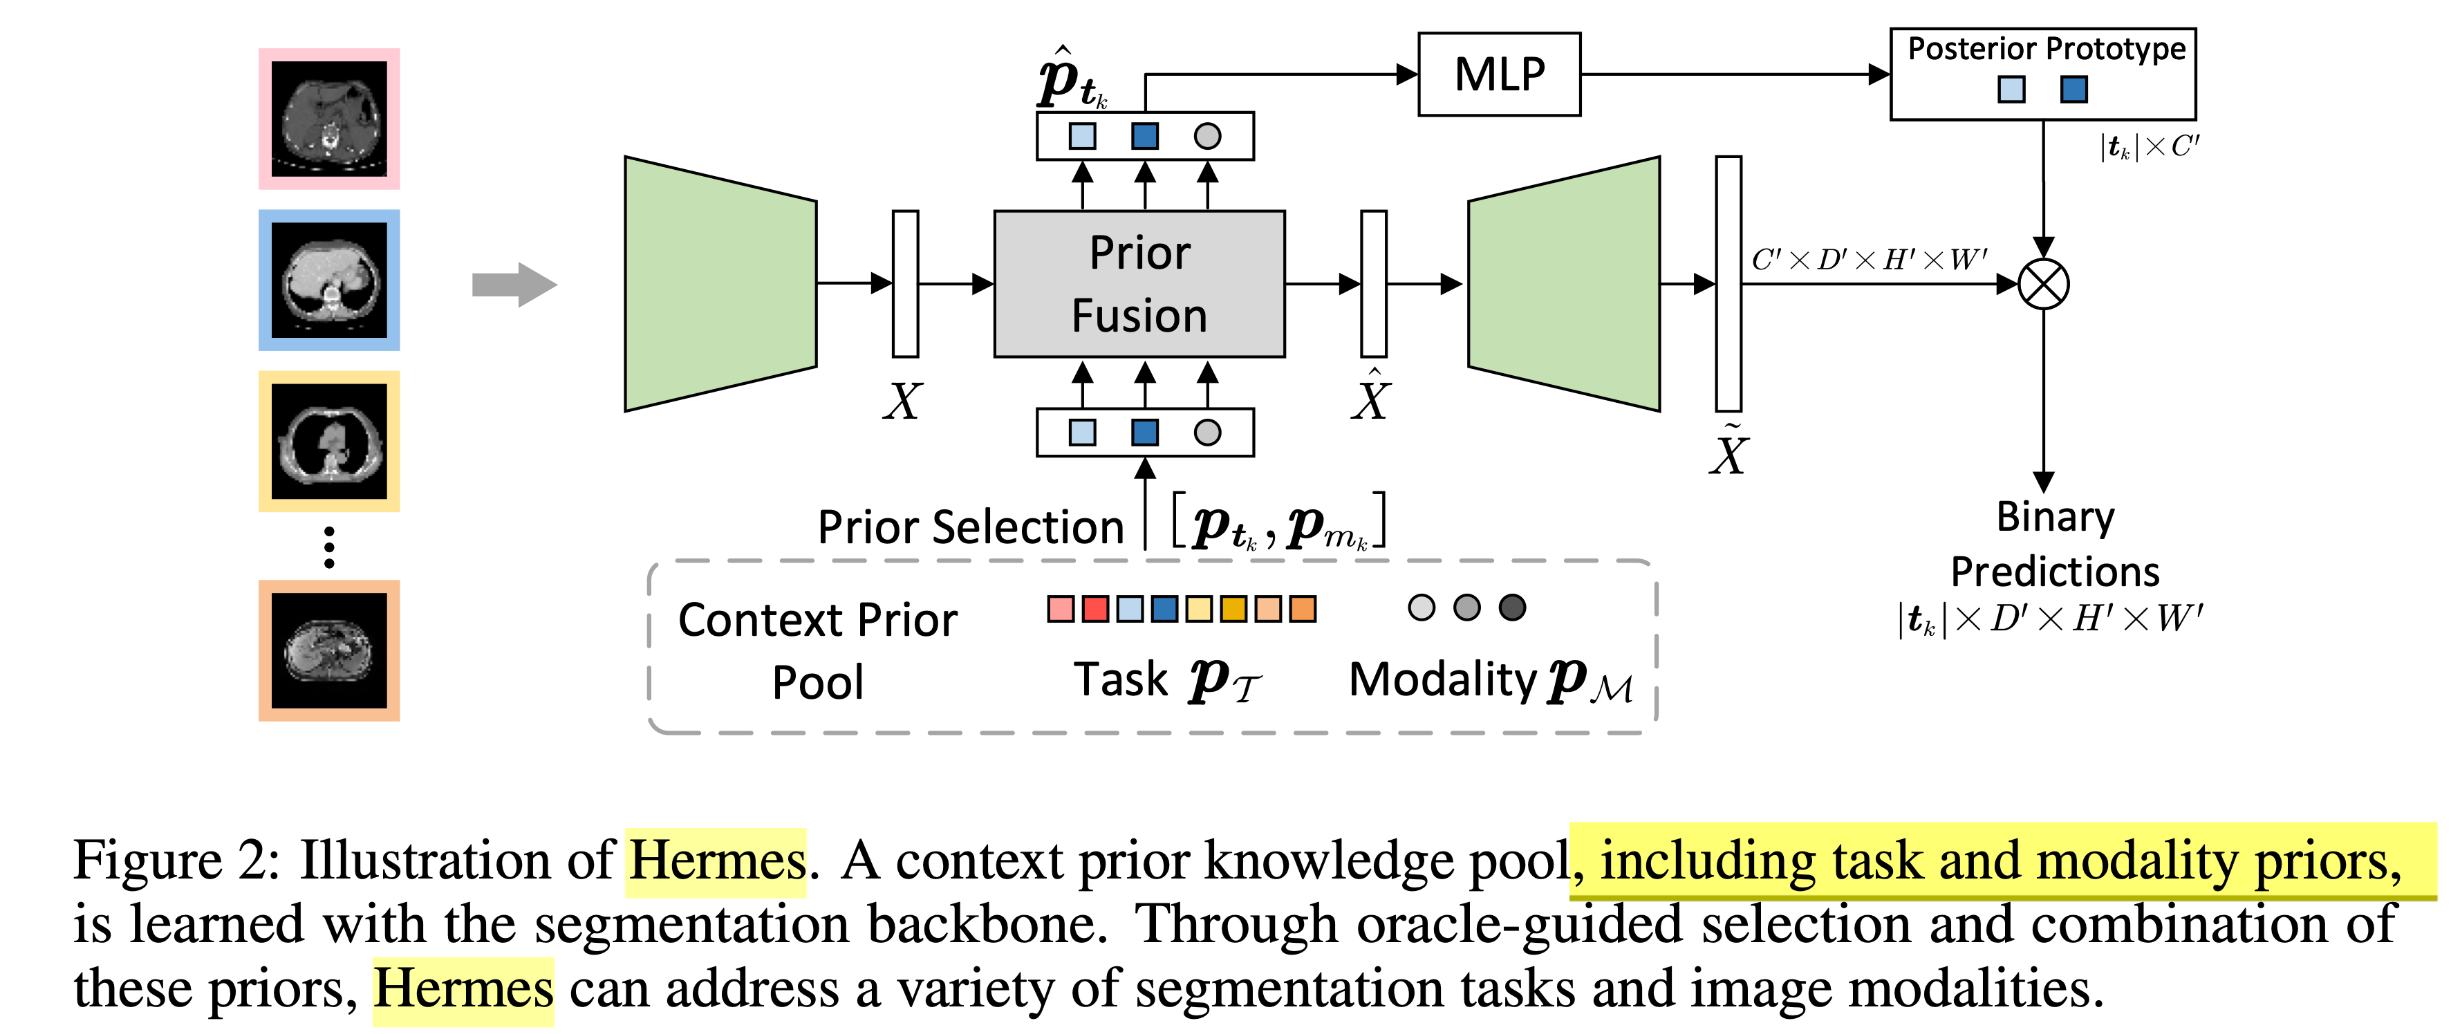 Posterior Prototype
p̂_{t_k}
MLP
|t_k|×C′
Prior
Fusion
C′×D′×H′×W′
X
X̂
X̃
Prior Selection
[p_{t_k}, p_{m_k}]
Binary
Predictions
|t_k|×D′×H′×W′
Context Prior
Pool
Task p_𝒯
Modality p_ℳ
Figure 2: Illustration of Hermes. A context prior knowledge pool, including task and modality priors,
is learned with the segmentation backbone. Through oracle-guided selection and combination of
these priors, Hermes can address a variety of segmentation tasks and image modalities.